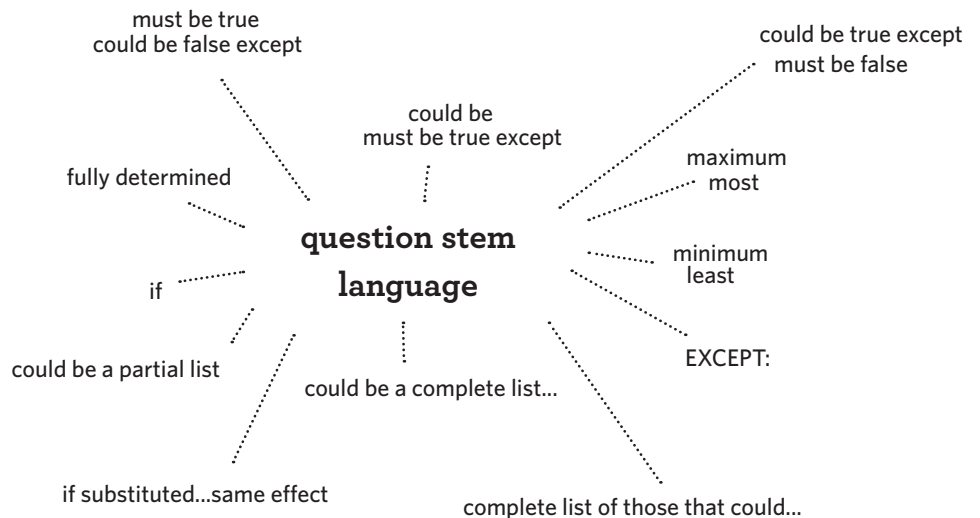 must be true
could be false except
could be true except
must be false
could be
must be true except
maximum
most
fully determined
question stem
language
minimum
least
if
EXCEPT:
could be a partial list
could be a complete list...
if substituted...same effect
complete list of those that could...